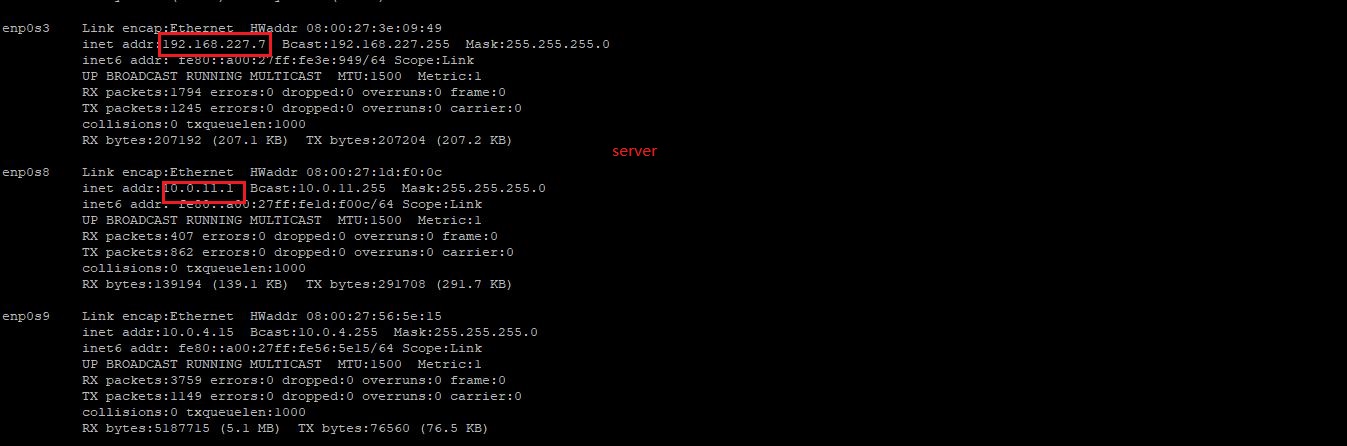 enp0s3 Link encap:Ethernet HWaddr 08:00:27:3e:09:49
inet addr:192.168.227.7 Bcast:192.168.227.255 Mask:255.255.255.0
inet6 addr: fe80::a00:27ff:fe3e:949/64 Scope:Link
UP BROADCAST RUNNING MULTICAST MTU:1500 Metric:1
RX packets:1794 errors:0 dropped:0 overruns:0 frame:0
TX packets:1245 errors:0 dropped:0 overruns:0 carrier:0
collisions:0 txqueuelen:1000
RX bytes:207192 (207.1 KB) TX bytes:207204 (207.2 KB)
server
enp0s8 Link encap:Ethernet HWaddr 08:00:27:1d:f0:0c
inet addr:10.0.11.1 Bcast:10.0.11.255 Mask:255.255.255.0
inet6 addr: fe80::a00:27ff:fe1d:f00c/64 Scope:Link
UP BROADCAST RUNNING MULTICAST MTU:1500 Metric:1
RX packets:407 errors:0 dropped:0 overruns:0 frame:0
TX packets:862 errors:0 dropped:0 overruns:0 carrier:0
collisions:0 txqueuelen:1000
RX bytes:139194 (139.1 KB) TX bytes:291708 (291.7 KB)
enp0s9 Link encap:Ethernet HWaddr 08:00:27:56:5e:15
inet addr:10.0.4.15 Bcast:10.0.4.255 Mask:255.255.255.0
inet6 addr: fe80::a00:27ff:fe56:5e15/64 Scope:Link
UP BROADCAST RUNNING MULTICAST MTU:1500 Metric:1
RX packets:3759 errors:0 dropped:0 overruns:0 frame:0
TX packets:1149 errors:0 dropped:0 overruns:0 carrier:0
collisions:0 txqueuelen:1000
RX bytes:5187715 (5.1 MB) TX bytes:76560 (76.5 KB)